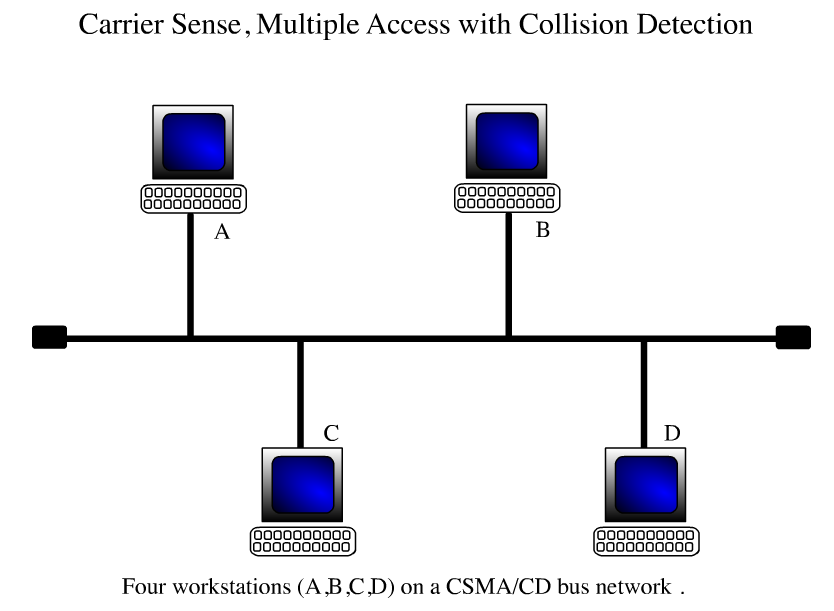 Carrier Sense, Multiple Access with Collision Detection
A
B
C
D
Four workstations (A,B,C,D) on a CSMA/CD bus network .